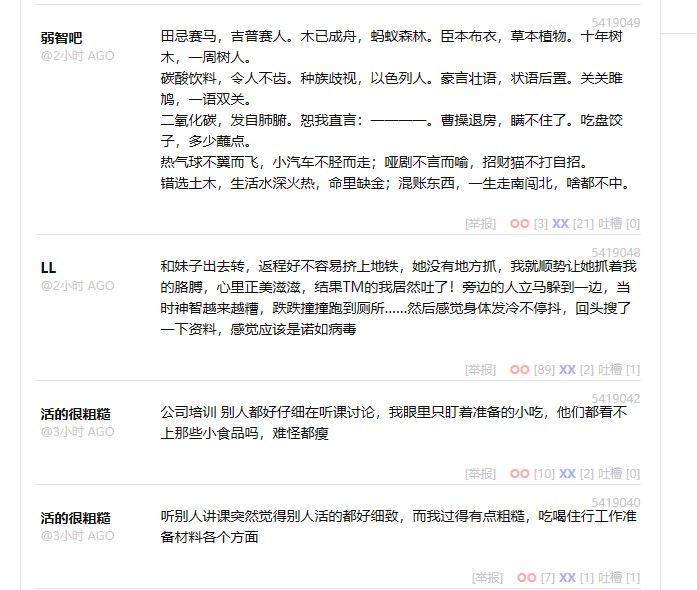 5419049
弱智吧
@2小时 AGO
田忌赛马，吉普赛人。木已成舟，蚂蚁森林。臣本布衣，草本植物。十年树
木，一周树人。
碳酸饮料，令人不齿。种族歧视，以色列人。豪言壮语，状语后置。关关雎
鸠，一语双关。
二氧化碳，发自肺腑。恕我直言：————。曹操退房，瞒不住了。吃盘饺
子，多少蘸点。
热气球不翼而飞，小汽车不胫而走；哑剧不言而喻，招财猫不打自招。
错选土木，生活水深火热，命里缺金；混账东西，一生走南闯北，啥都不中。
[举报] OO [3] XX [21] 吐槽 [0]
5419048
LL
@2小时 AGO
和妹子出去转，返程好不容易挤上地铁，她没有地方抓，我就顺势让她抓着我
的胳膊，心里正美滋滋，结果TM的我居然吐了！旁边的人立马躲到一边，当
时神智越来越糟，跌跌撞撞跑到厕所……然后感觉身体发冷不停抖，回头搜了
一下资料，感觉应该是诺如病毒
[举报] OO [89] XX [2] 吐槽 [1]
5419042
活的很粗糙
@3小时 AGO
公司培训 别人都好仔细在听课讨论，我眼里只盯着准备的小吃，他们都看不
上那些小食品吗，难怪都瘦
[举报] OO [10] XX [2] 吐槽 [0]
5419040
活的很粗糙
@3小时 AGO
听别人讲课突然觉得别人活的都好细致，而我过得有点粗糙，吃喝住行工作准
备材料各个方面
[举报] OO [7] XX [1] 吐槽 [1]